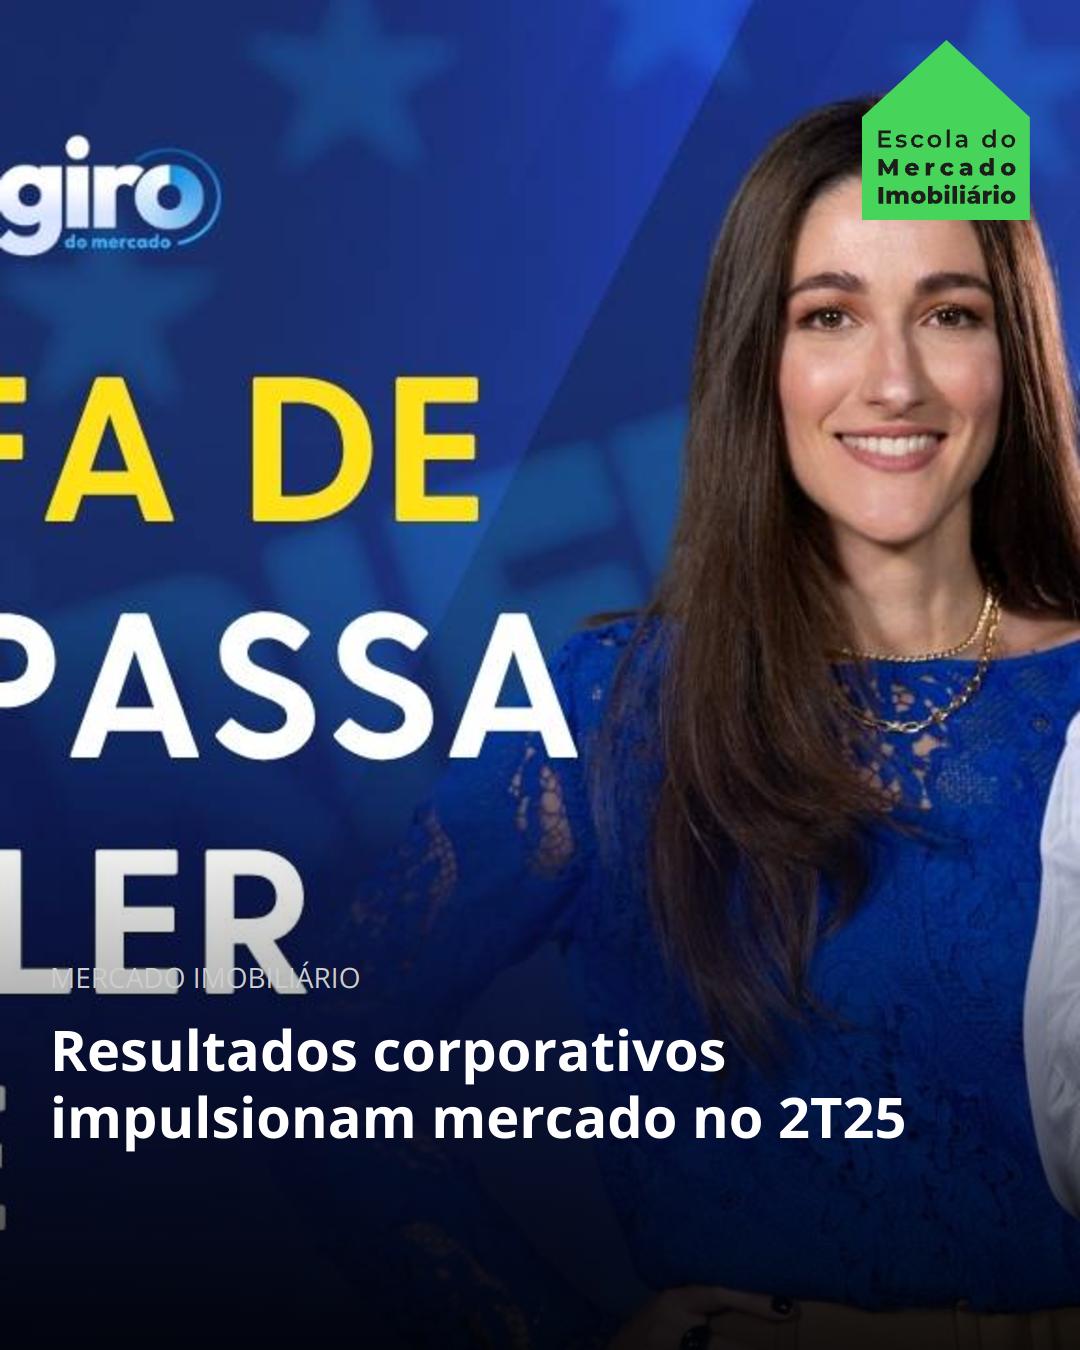 Escola do
Mercado
Imobiliário
giro
do mercado
FA DE
PASSA
LER
MERCADO IMOBILIÁRIO
Resultados corporativos
impulsionam mercado no 2T25